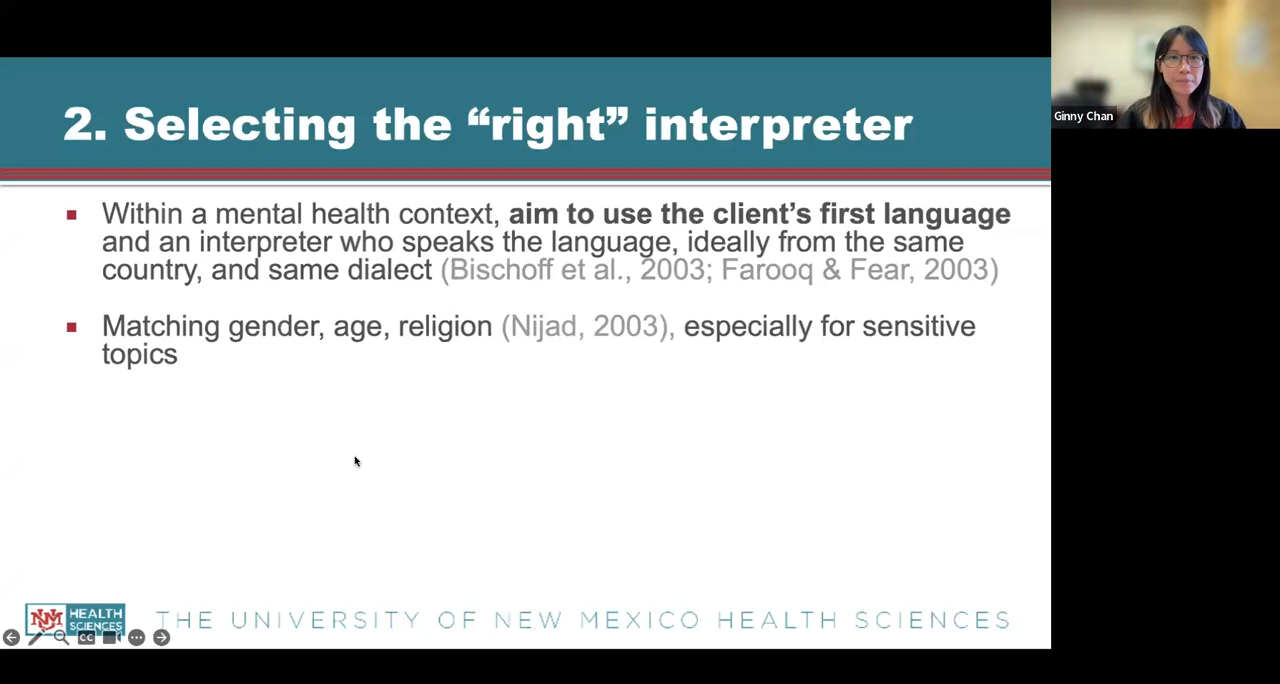 2. Selecting the “right” interpreter
Ginny Chan
▪ Within a mental health context, aim to use the client’s first language
and an interpreter who speaks the language, ideally from the same
country, and same dialect (Bischoff et al., 2003; Farooq & Fear, 2003)
▪ Matching gender, age, religion (Nijad, 2003), especially for sensitive
topics
NM HEALTH
SCIENCES
THE UNIVERSITY OF NEW MEXICO HEALTH SCIENCES
CC